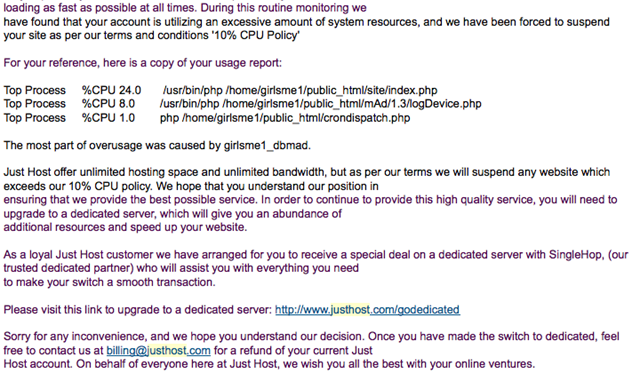 loading as fast as possible at all times. During this routine monitoring we
have found that your account is utilizing an excessive amount of system resources, and we have been forced to suspend
your site as per our terms and conditions '10% CPU Policy'
For your reference, here is a copy of your usage report:
Top Process %CPU 24.0 /usr/bin/php /home/girlsme1/public_html/site/index.php
Top Process %CPU 8.0 /usr/bin/php /home/girlsme1/public_html/mAd/1.3/logDevice.php
Top Process %CPU 1.0 php /home/girlsme1/public_html/crondispatch.php
The most part of overusage was caused by girlsme1_dbmad.
Just Host offer unlimited hosting space and unlimited bandwidth, but as per our terms we will suspend any website which
exceeds our 10% CPU policy. We hope that you understand our position in
ensuring that we provide the best possible service. In order to continue to provide this high quality service, you will need to
upgrade to a dedicated server, which will give you an abundance of
additional resources and speed up your website.
As a loyal Just Host customer we have arranged for you to receive a special deal on a dedicated server with SingleHop, (our
trusted dedicated partner) who will assist you with everything you need
to make your switch a smooth transaction.
Please visit this link to upgrade to a dedicated server: http://www.justhost.com/godedicated
Sorry for any inconvenience, and we hope you understand our decision. Once you have made the switch to dedicated, feel
free to contact us at billing@justhost.com for a refund of your current Just
Host account. On behalf of everyone here at Just Host, we wish you all the best with your online ventures.